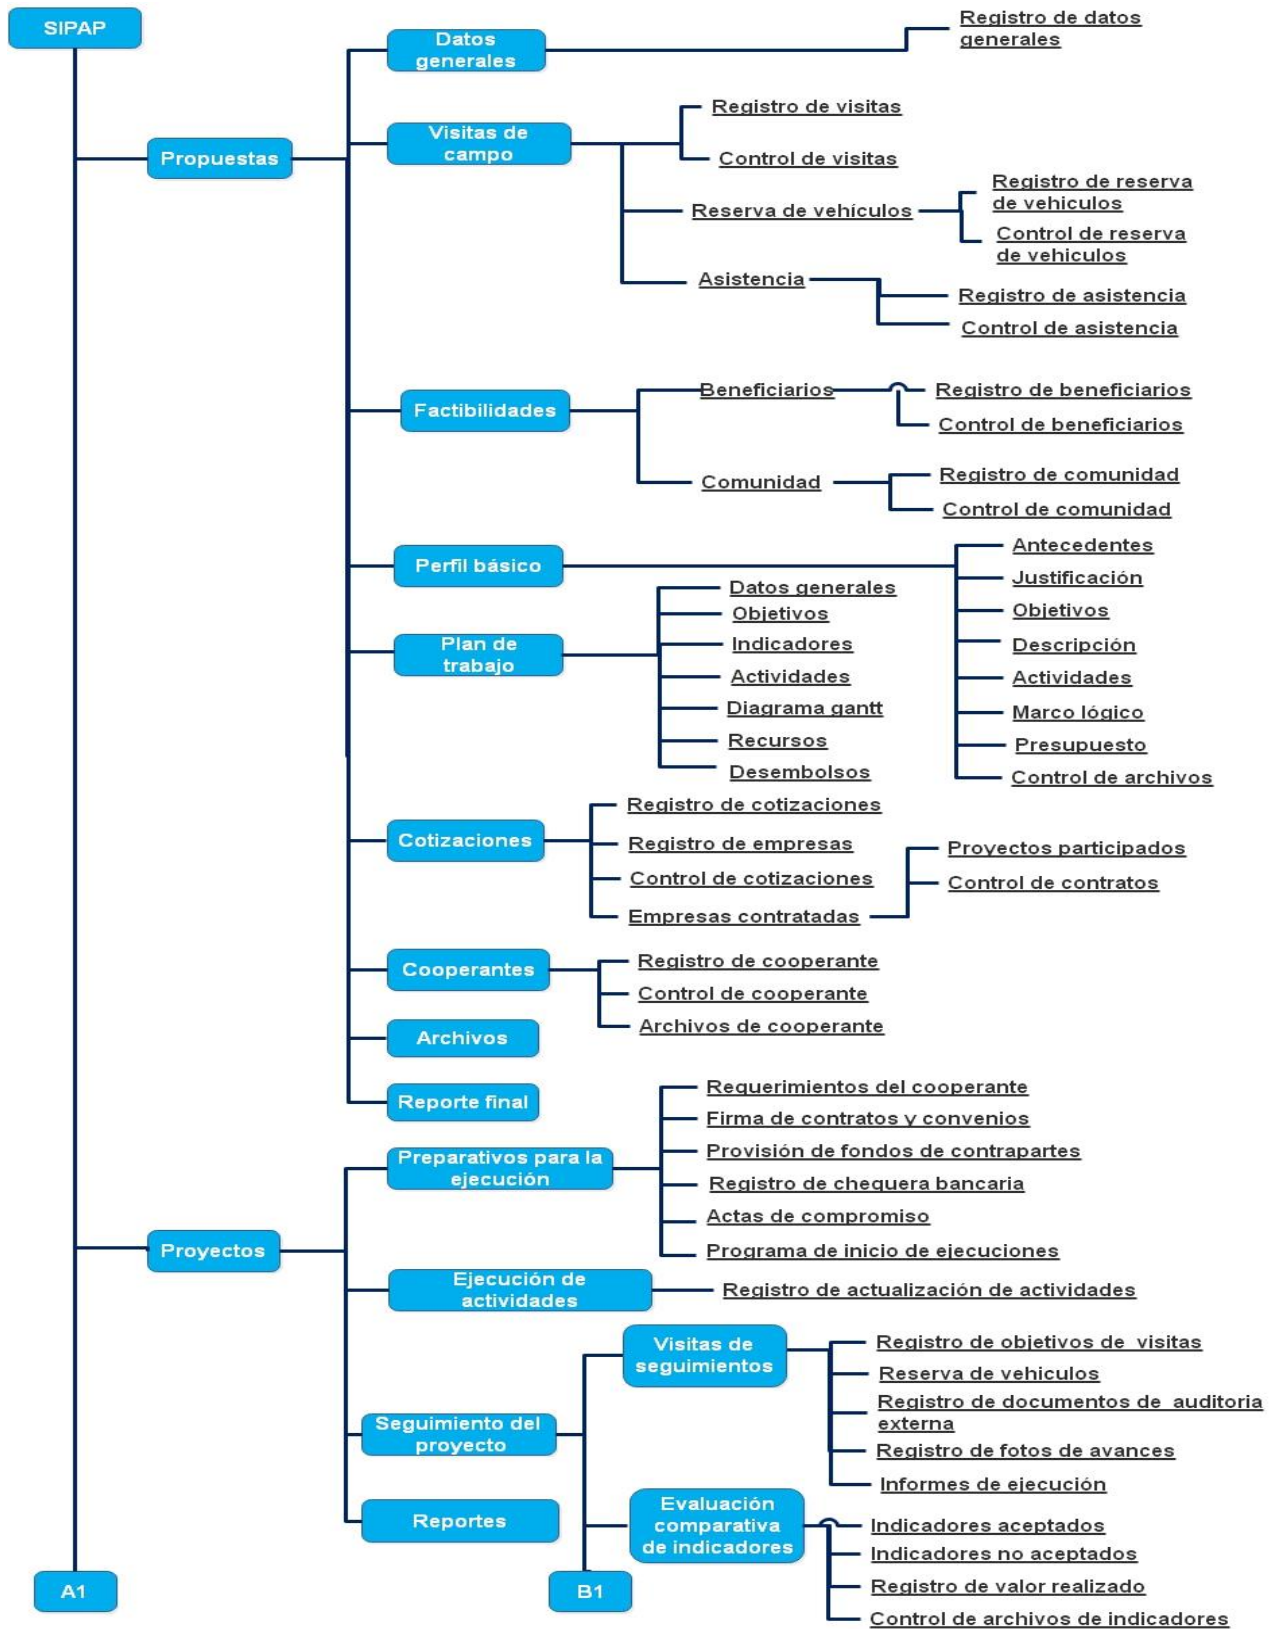 SIPAP
Propuestas
Datos
generales
Registro de datos
generales
Visitas de
campo
Registro de visitas
Control de visitas
Reserva de vehículos
Registro de reserva
de vehiculos
Control de reserva
de vehiculos
Asistencia
Registro de asistencia
Control de asistencia
Factibilidades
Beneficiarios
Registro de beneficiarios
Control de beneficiarios
Comunidad
Registro de comunidad
Control de comunidad
Perfil básico
Antecedentes
Justificación
Objetivos
Descripción
Actividades
Marco lógico
Presupuesto
Control de archivos
Plan de
trabajo
Datos generales
Objetivos
Indicadores
Actividades
Diagrama gantt
Recursos
Desembolsos
Cotizaciones
Registro de cotizaciones
Registro de empresas
Control de cotizaciones
Empresas contratadas
Proyectos participados
Control de contratos
Cooperantes
Registro de cooperante
Control de cooperante
Archivos de cooperante
Archivos
Reporte final
Proyectos
Preparativos para la
ejecución
Requerimientos del cooperante
Firma de contratos y convenios
Provisión de fondos de contrapartes
Registro de chequera bancaria
Actas de compromiso
Programa de inicio de ejecuciones
Ejecución de
actividades
Registro de actualización de actividades
Seguimiento del
proyecto
Visitas de
seguimientos
Registro de objetivos de visitas
Reserva de vehiculos
Registro de documentos de auditoria
externa
Registro de fotos de avances
Informes de ejecución
Evaluación
comparativa
de indicadores
Indicadores aceptados
Indicadores no aceptados
Registro de valor realizado
Control de archivos de indicadores
Reportes
A1
B1